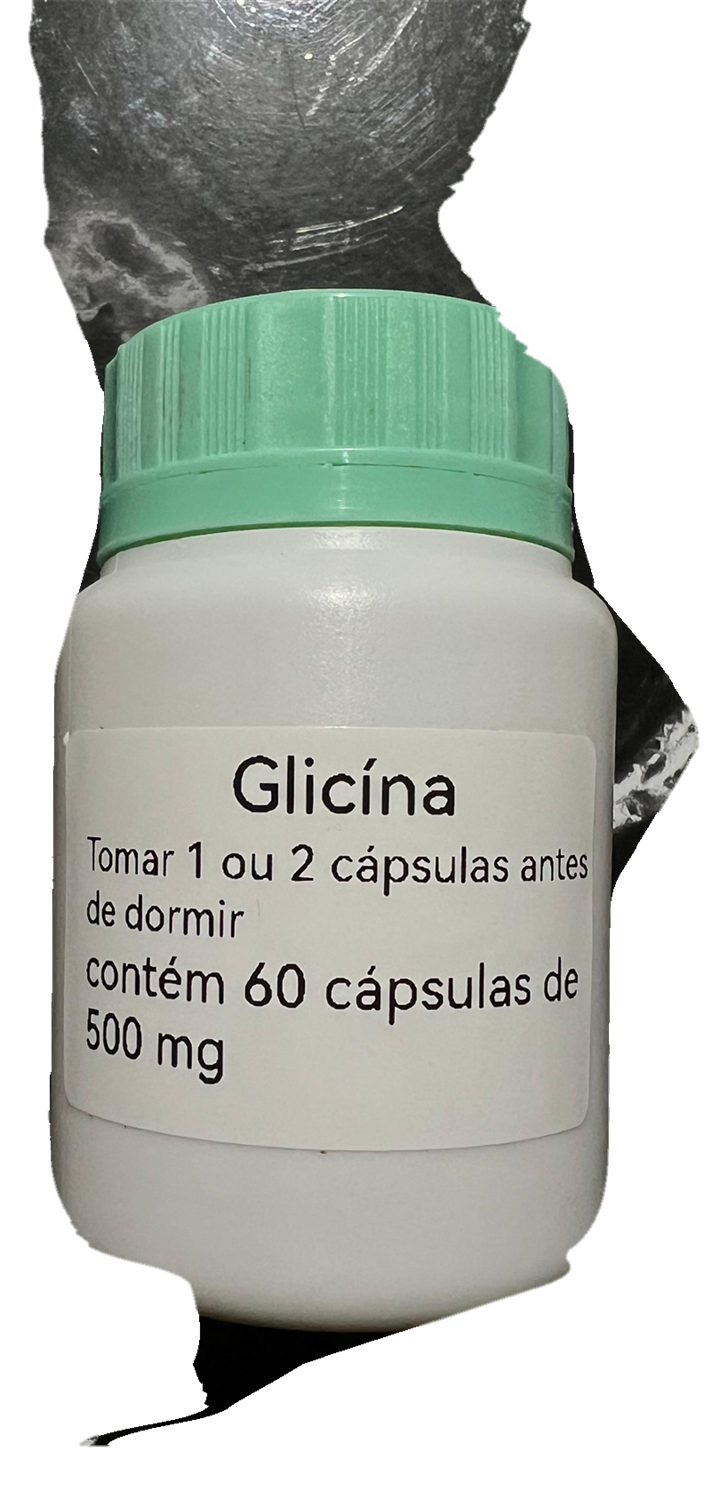 Glicína
Tomar 1 ou 2 cápsulas antes
de dormir
contém 60 cápsulas de
500 mg